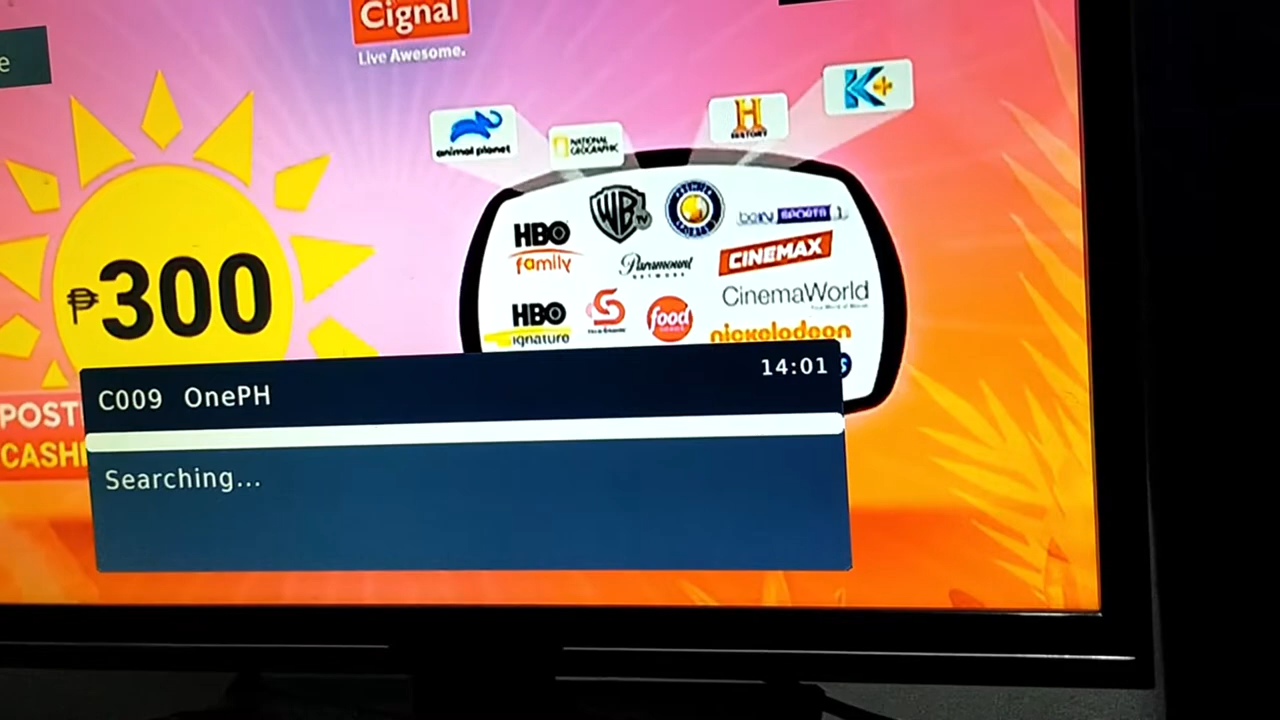 Cignal
Live Awesome.
e
animal planet
NATIONAL
GEOGRAPHIC
H
HISTORY
K+
WB
TV
HBO
family
Paramount
NETWORK
beIN SPORTS 1
CINEMAX
CinemaWorld
HBO
ignature
S
food
nickelodeon
₱300
POST
CASH
C009 OnePH
14:01
Searching...